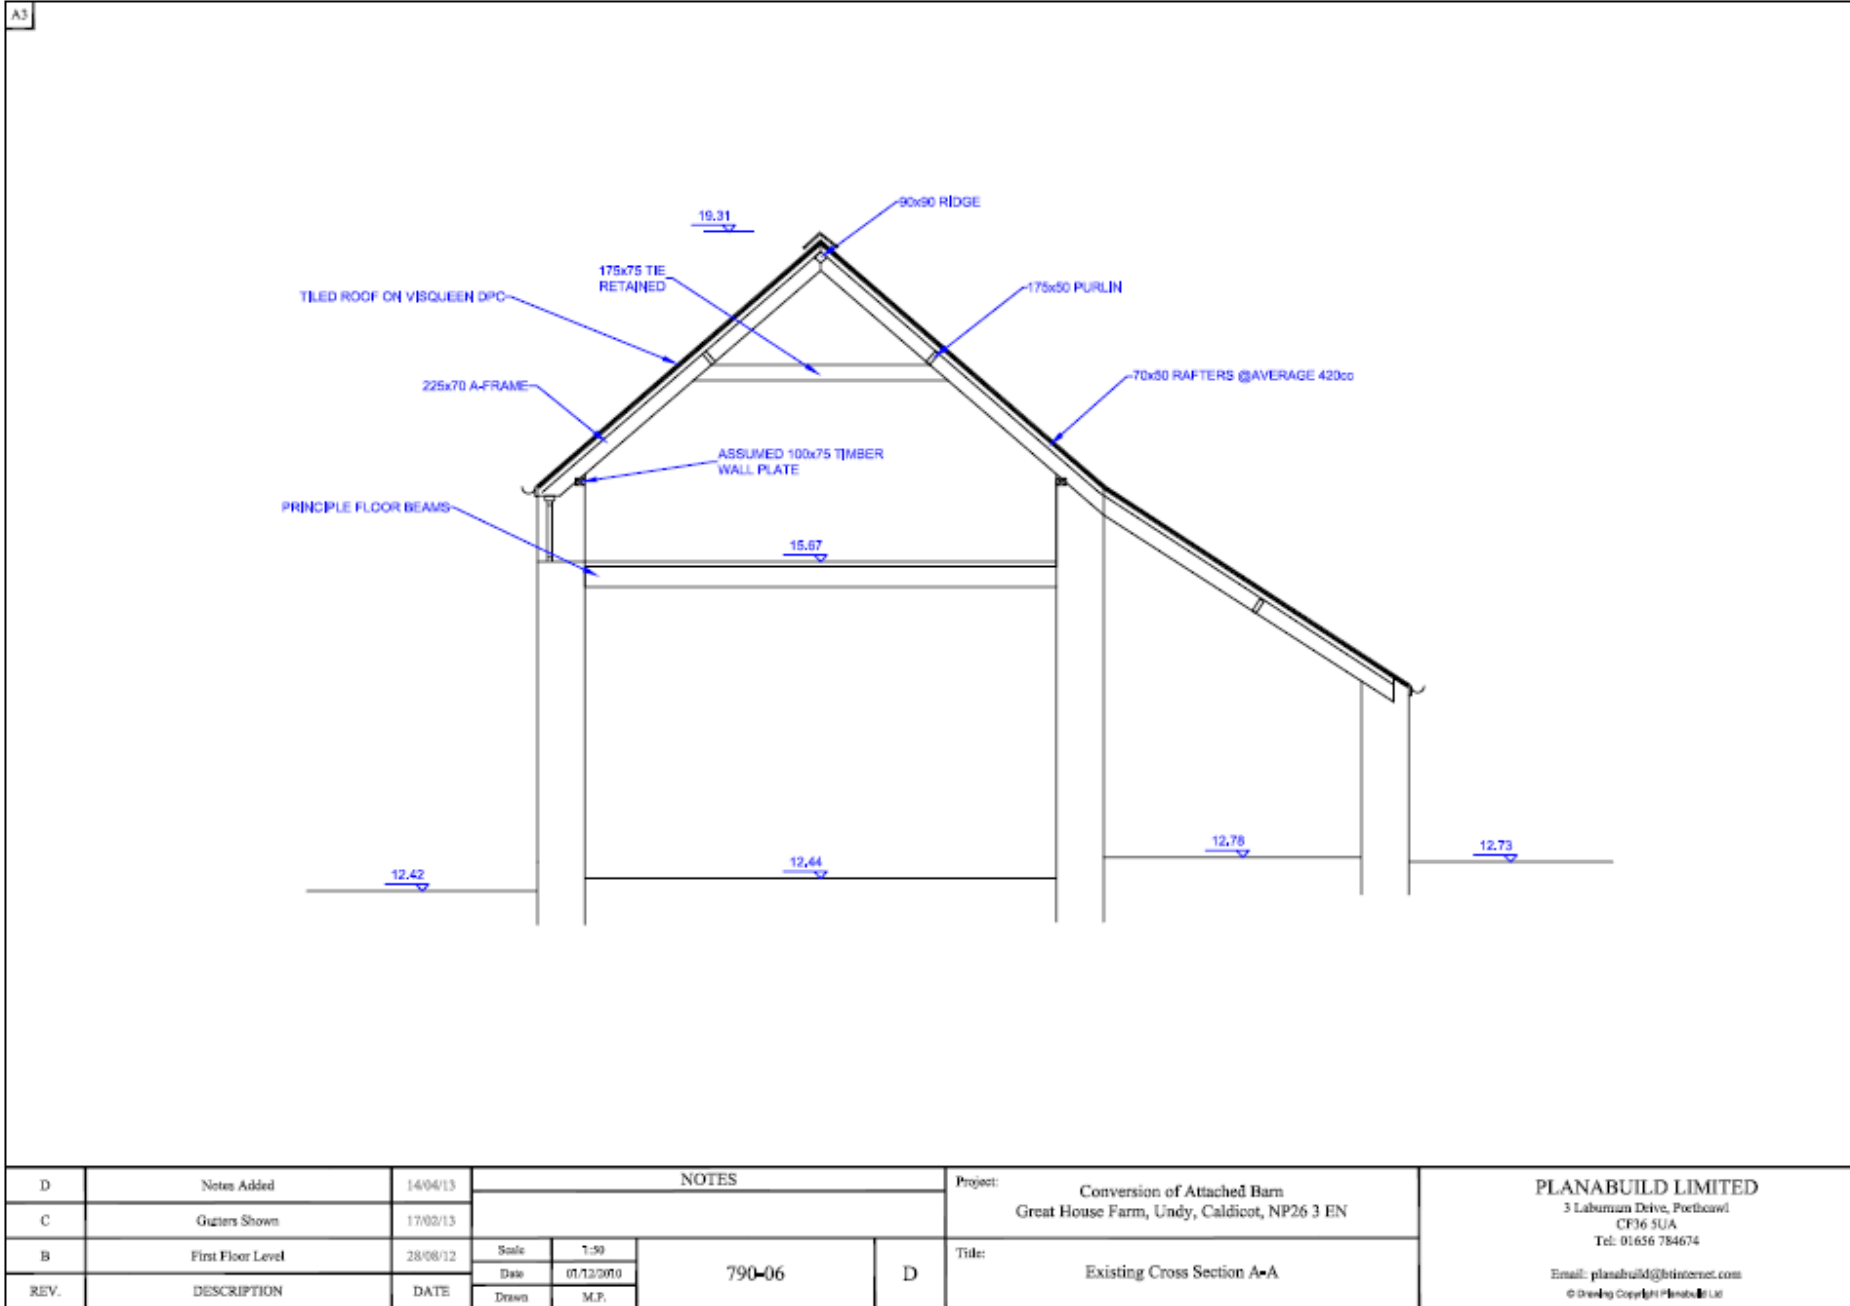 A3
19.31
90x90 RIDGE
175x75 TIE
RETAINED
TILED ROOF ON VISQUEEN DPC
175x50 PURLIN
225x70 A-FRAME
70x50 RAFTERS @AVERAGE 420cc
ASSUMED 100x75 TIMBER
WALL PLATE
PRINCIPLE FLOOR BEAMS
15.67
12.42
12.44
12.78
12.73
D Notes Added 14/04/13
C Gutters Shown 17/02/13
B First Floor Level 28/08/12
REV. DESCRIPTION DATE
NOTES
Scale 1:50
Date 01/12/2010
Drawn M.P.
790-06 D
Project:
Conversion of Attached Barn
Great House Farm, Undy, Caldicot, NP26 3 EN
Title:
Existing Cross Section A-A
PLANABUILD LIMITED
3 Laburnum Drive, Porthcawl
CF36 5UA
Tel: 01656 784674
Email: planabuild@btinternet.com
© Drawing Copyright Planabuild Ltd